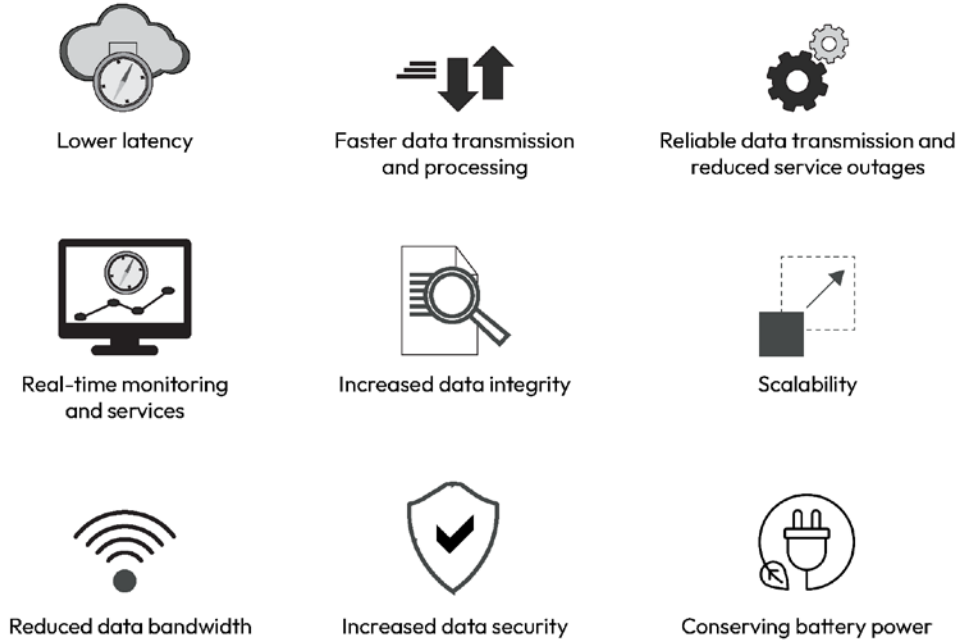 Lower latency
Faster data transmission
and processing
Reliable data transmission and
reduced service outages
Real-time monitoring
and services
Increased data integrity
Scalability
Reduced data bandwidth
Increased data security
Conserving battery power